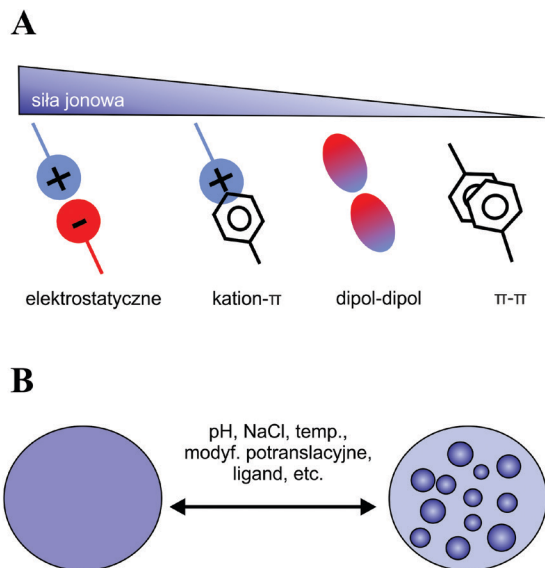 A
siła jonowa
+
+
-
elektrostatyczne kation-π dipol-dipol π-π
B
pH, NaCl, temp.,
modyf. potranslacyjne,
ligand, etc.